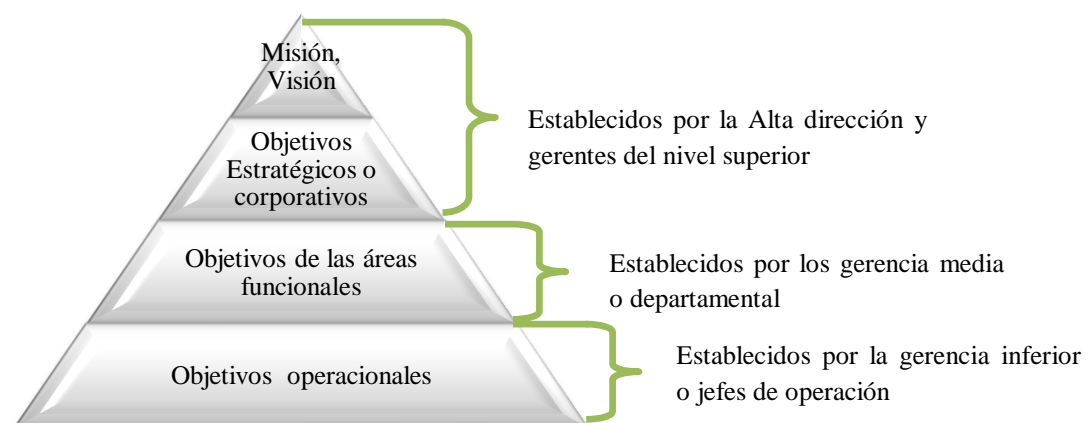 Misión,
Visión
Establecidos por la Alta dirección y
gerentes del nivel superior
Objetivos
Estratégicos o
corporativos
Objetivos de las áreas
funcionales
Establecidos por los gerencia media
o departamental
Objetivos operacionales
Establecidos por la gerencia inferior
o jefes de operación